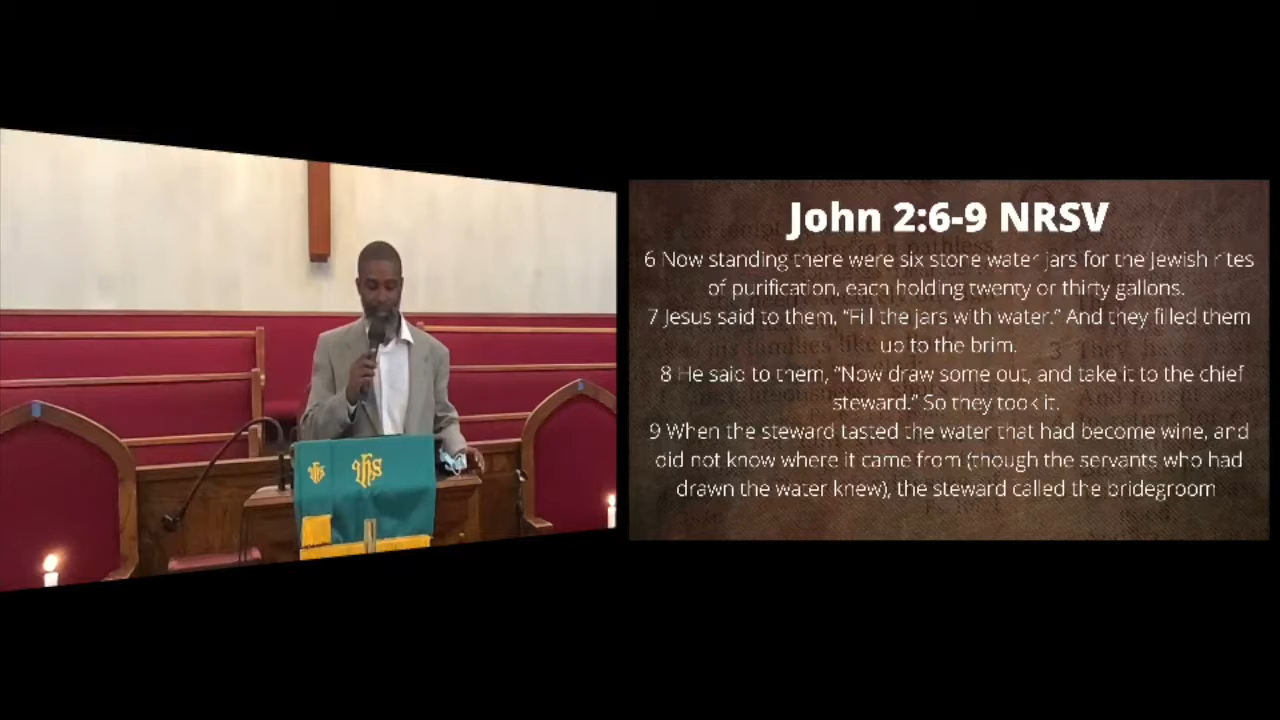 IHS
IHS
John 2:6-9 NRSV
6 Now standing there were six stone water jars for the Jewish rites
of purification, each holding twenty or thirty gallons.
7 Jesus said to them, “Fill the jars with water.” And they filled them
up to the brim.
8 He said to them, “Now draw some out, and take it to the chief
steward.” So they took it.
9 When the steward tasted the water that had become wine, and
did not know where it came from (though the servants who had
drawn the water knew), the steward called the bridegroom